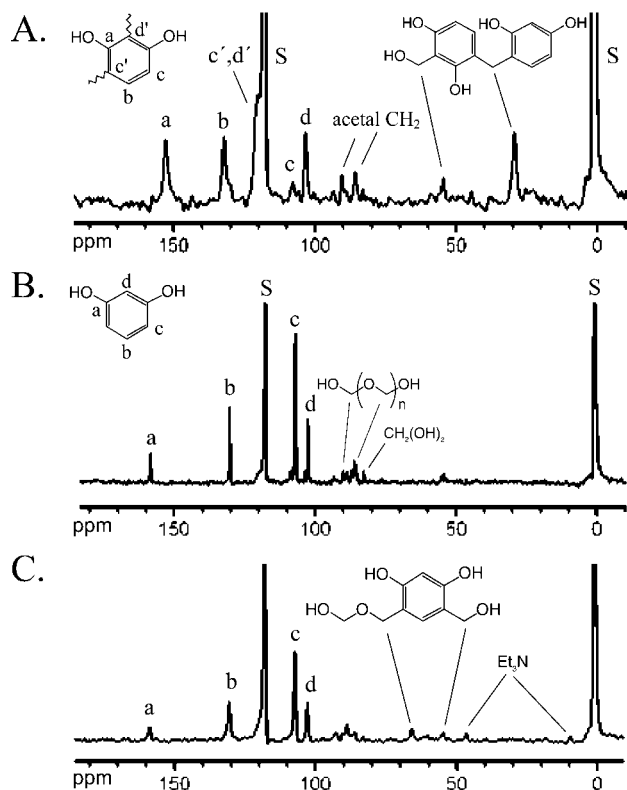 A.
HO a d' OH
c' c
b
c´,d´
S
HO OH
HO OH
HO OH
a
b
d
c
acetal CH2
S
ppm 150 100 50 0
B.
d
HO OH
a c
b
S
c
b
d
a
HO ( O ) OH
n
CH2(OH)2
S
ppm 150 100 50 0
C.
HO OH
HO O OH
c
b
d
a
Et3N
ppm 150 100 50 0